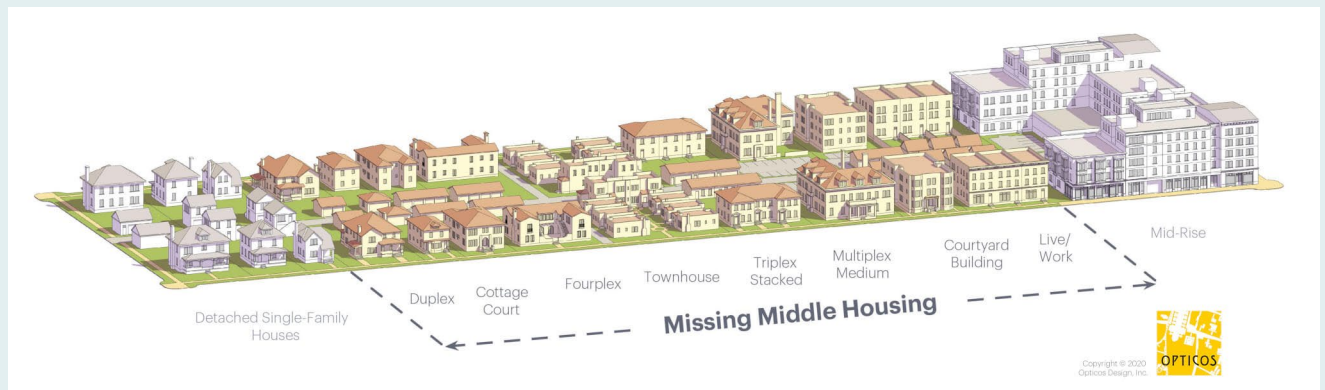 Detached Single-Family
Houses
Duplex
Cottage
Court
Fourplex
Townhouse
Triplex
Stacked
Multiplex
Medium
Courtyard
Building
Live/
Work
Mid-Rise
Missing Middle Housing
Copyright © 2020
Opticos Design, Inc.
OPTICOS